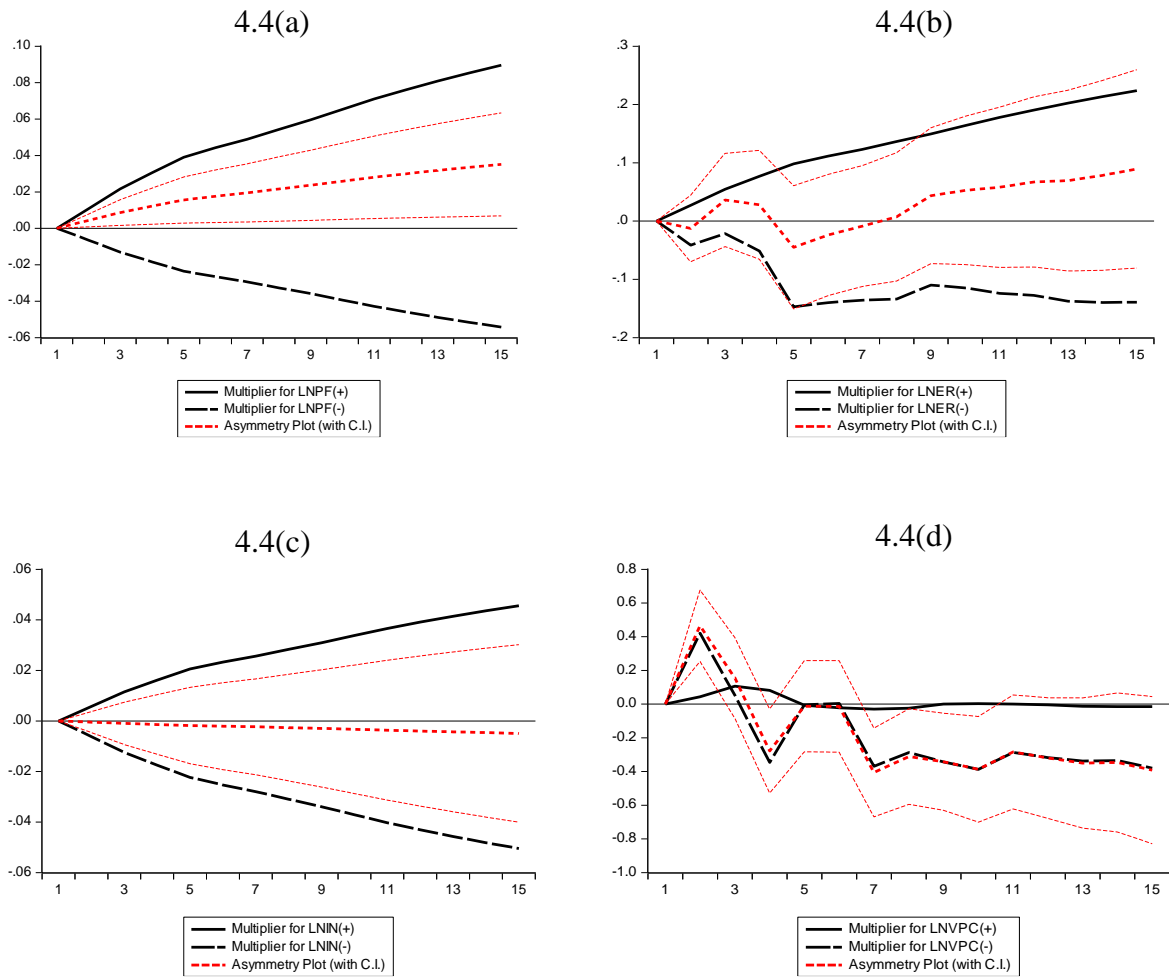 4.4(a)
.10
.08
.06
.04
.02
.00
-.02
-.04
-.06
1 3 5 7 9 11 13 15
Multiplier for LNPF(+)
Multiplier for LNPF(-)
Asymmetry Plot (with C.I.)
4.4(b)
.3
.2
.1
.0
-.1
-.2
1 3 5 7 9 11 13 15
Multiplier for LNER(+)
Multiplier for LNER(-)
Asymmetry Plot (with C.I.)
4.4(c)
.06
.04
.02
.00
-.02
-.04
-.06
1 3 5 7 9 11 13 15
Multiplier for LNIN(+)
Multiplier for LNIN(-)
Asymmetry Plot (with C.I.)
4.4(d)
0.8
0.6
0.4
0.2
0.0
-0.2
-0.4
-0.6
-0.8
-1.0
1 3 5 7 9 11 13 15
Multiplier for LNVPC(+)
Multiplier for LNVPC(-)
Asymmetry Plot (with C.I.)